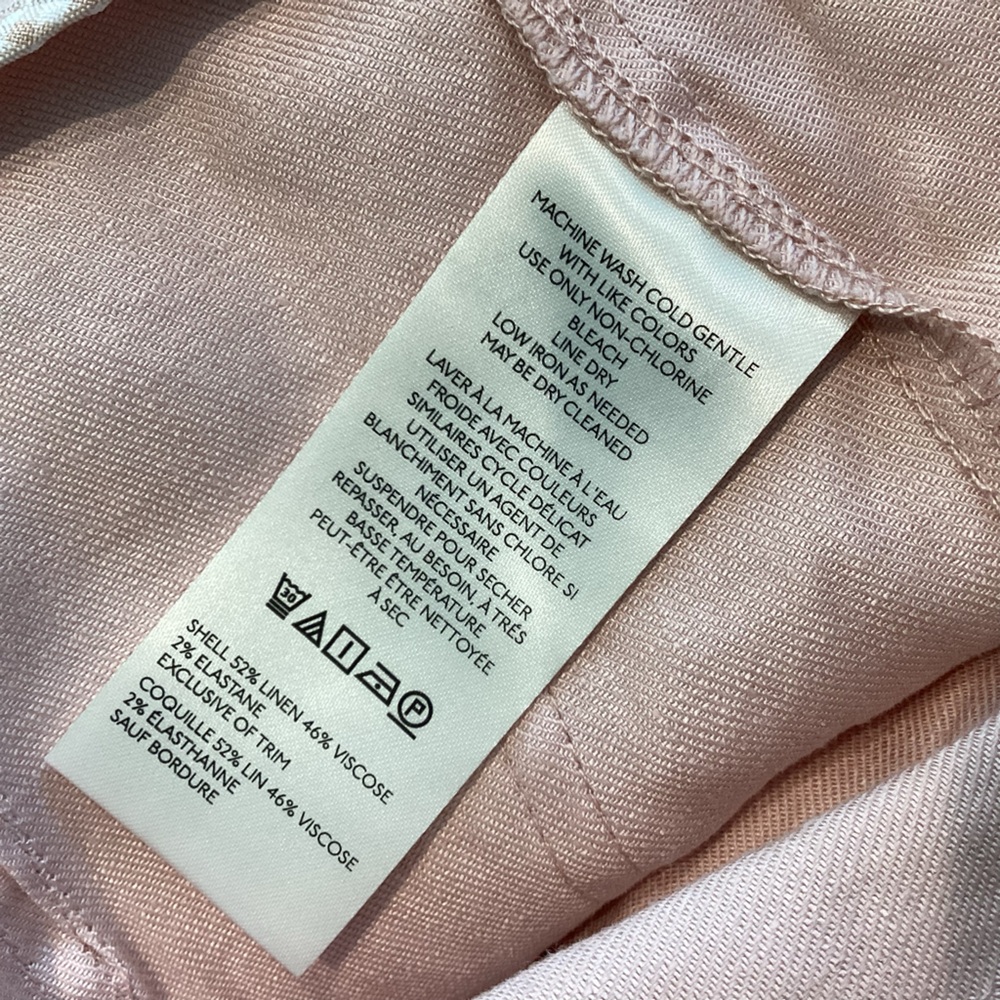 MACHINE WASH COLD GENTLE
WITH LIKE COLORS
USE ONLY NON-CHLORINE
BLEACH
LINE DRY
LOW IRON AS NEEDED
MAY BE DRY CLEANED
LAVER À LA MACHINE À L'EAU
FROIDE AVEC COULEURS
SIMILAIRES CYCLE DÉLICAT
UTILISER UN AGENT DE
BLANCHIMENT SANS CHLORE, SI
NÉCESSAIRE
SUSPENDRE POUR SECHER
REPASSER, AU BESOIN, À TRÉS
BASSE TEMPÉRATURE
PEUT-ÊTRE ÊTRE NETTOYÉE
À SEC
30 P
SHELL 52% LINEN 46% VISCOSE
2% ELASTANE
EXCLUSIVE OF TRIM
COQUILLE 52% LIN 46% VISCOSE
2% ÉLASTHANNE
SAUF BORDURE